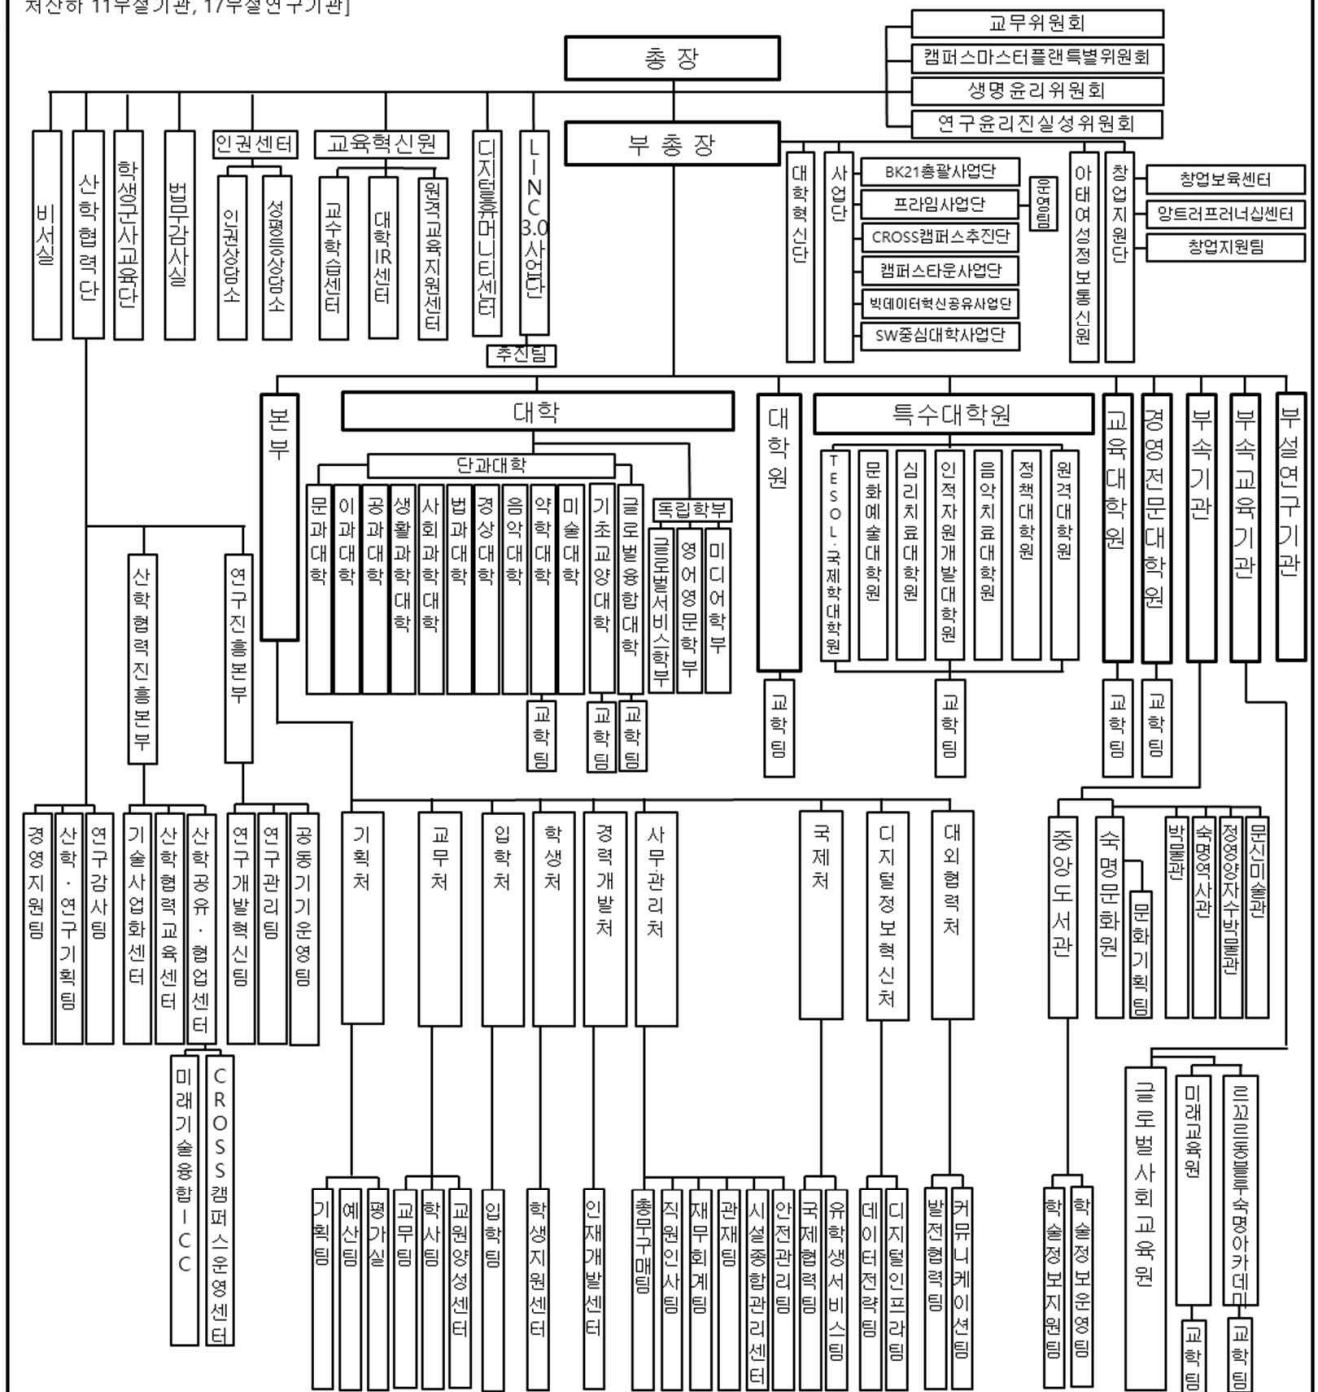 처산하 11부설기관, 17부설연구기관]
총 장
교무위원회
캠퍼스마스터플랜특별위원회
생명윤리위원회
연구윤리진실성위원회
부 총 장
비서실
산학협력단
학생군사교육단
법무감사실
인권센터
인권상담소
성평등상담소
교육혁신원
교수학습센터
대학IR센터
원격교육지원센터
디지털휴머니티센터
LINC3.0사업단
추진팀
대학혁신단
사업단
BK21총괄사업단
프라임사업단
운영팀
CROSS캠퍼스추진단
캠퍼스타운사업단
빅데이터혁신공유사업단
SW중심대학사업단
아태여성정보통신원
창업지원단
창업보육센터
앙트러프러너십센터
창업지원팀
본부
대학
단과대학
문과대학
이과대학
공과대학
생활과학대학
사회과학대학
법과대학
경상대학
음악대학
약학대학
미술대학
기초교양대학
글로벌융합대학
교학팀
교학팀
교학팀
독립학부
글로벌서비스학부
영어영문학부
미디어학부
대학원
교학팀
특수대학원
TESOL·국제학대학원
문화예술대학원
심리치료대학원
인적자원개발대학원
음악치료대학원
정책대학원
원격대학원
교학팀
교육대학원
교학팀
경영전문대학원
교학팀
부속기관
부속교육기관
부설연구기관
산학협력진흥본부
연구진흥본부
경영지원팀
산학·연구기획팀
연구감사팀
기술사업화센터
산학협력교육센터
산학공유·협업센터
연구개발혁신팀
연구관리팀
공동기기운영팀
미래기술융합ICC
CROSS캠퍼스운영센터
기획처
교무처
입학처
학생처
경력개발처
사무관리처
국제처
디지털정보혁신처
대외협력처
중앙도서관
숙명문화원
문화기획팀
박물관
숙명역사관
정영양자수박물관
문신미술관
기획팀
예산팀
평가실
교무팀
학사팀
교원양성센터
입학팀
학생지원센터
인재개발센터
총무구매팀
직원인사팀
재무회계팀
관재팀
시설종합관리센터
안전관리팀
국제협력팀
유학생서비스팀
데이터전략팀
디지털인프라팀
발전협력팀
커뮤니케이션팀
학술정보지원팀
학술정보운영팀
글로벌사회교육원
미래교육원
르꼬르동블루숙명아카데미
교학팀
교학팀